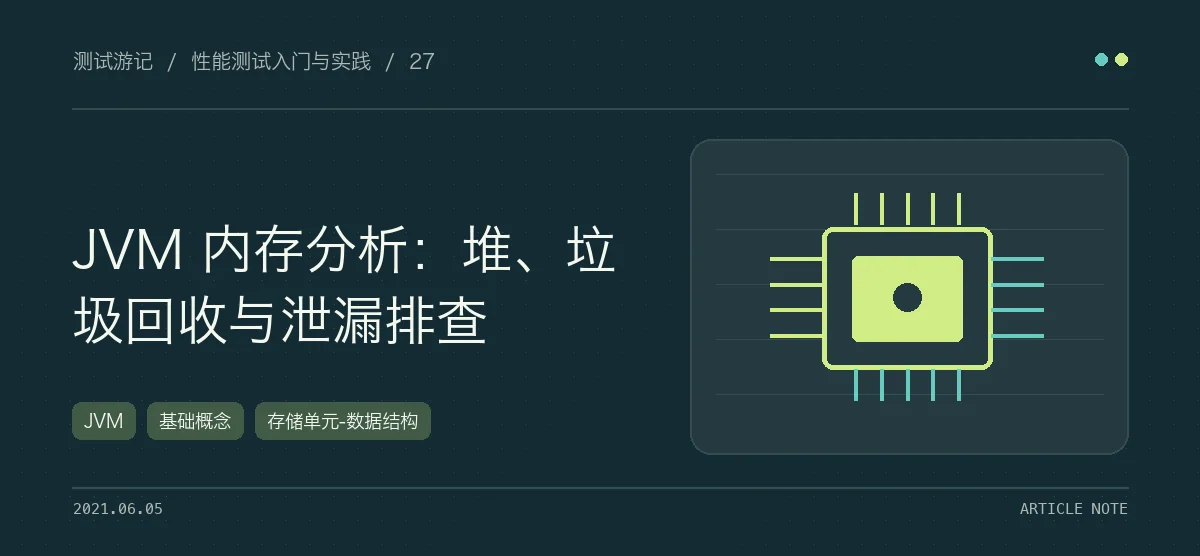 测试游记 / 性能测试入门与实践 / 27
JVM 内存分析：堆、垃
圾回收与泄漏排查
JVM
基础概念
存储单元-数据结构
2021.06.05
ARTICLE NOTE